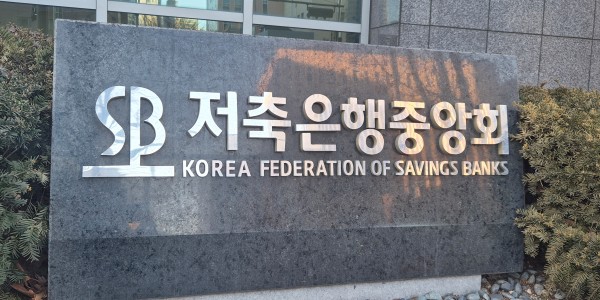 SB
저축은행중앙회
KOREA FEDERATION OF SAVINGS BANKS